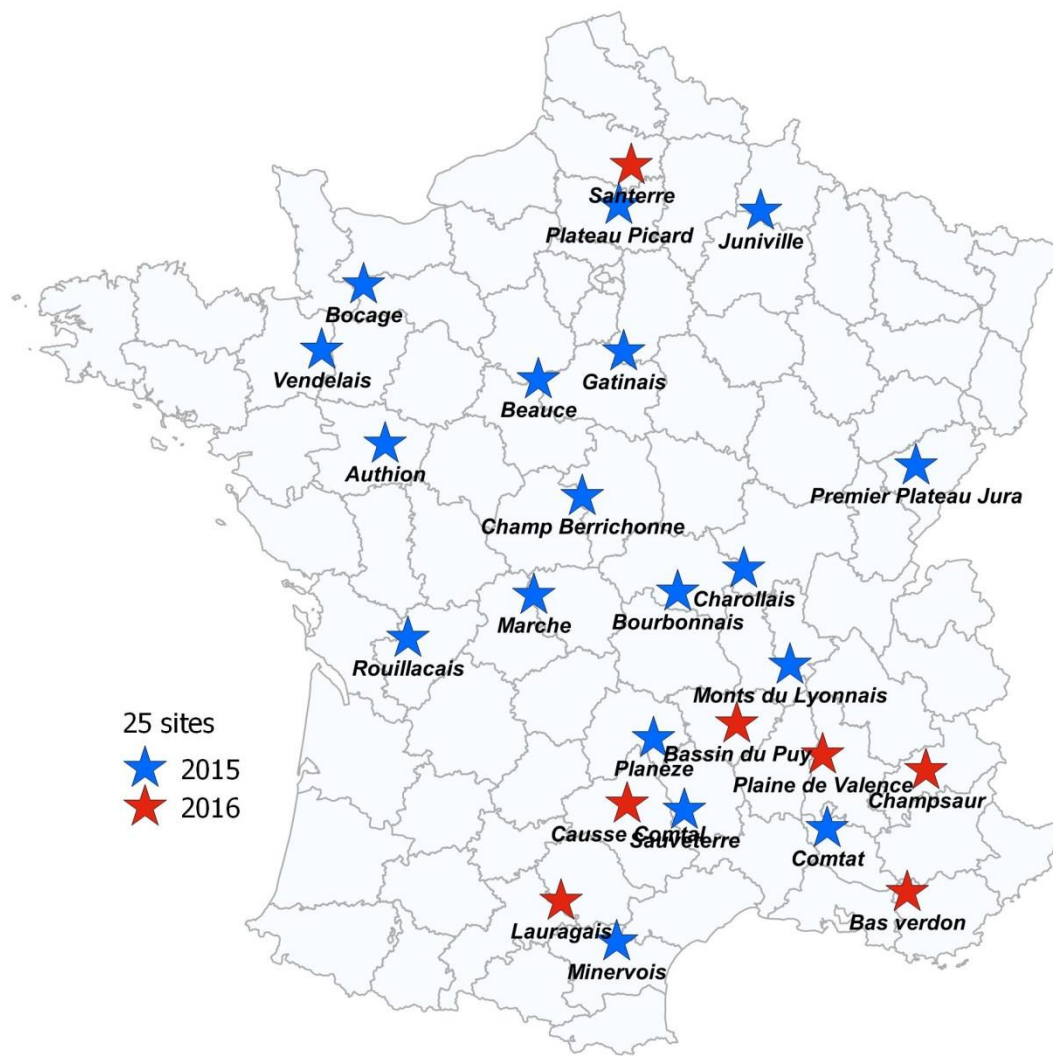 Santerre
Plateau Picard
Juniville
Bocage
Vendelais
Gatinais
Beauce
Authion
Premier Plateau Jura
Champ Berrichonne
Charollais
Bourbonnais
Marche
Rouillacais
Monts du Lyonnais
25 sites
2015
2016
Bassin du Puy
Planèze
Plaine de Valence
Champsaur
Causse Comtal
Sauveterre
Comtat
Bas verdon
Lauragais
Minervois